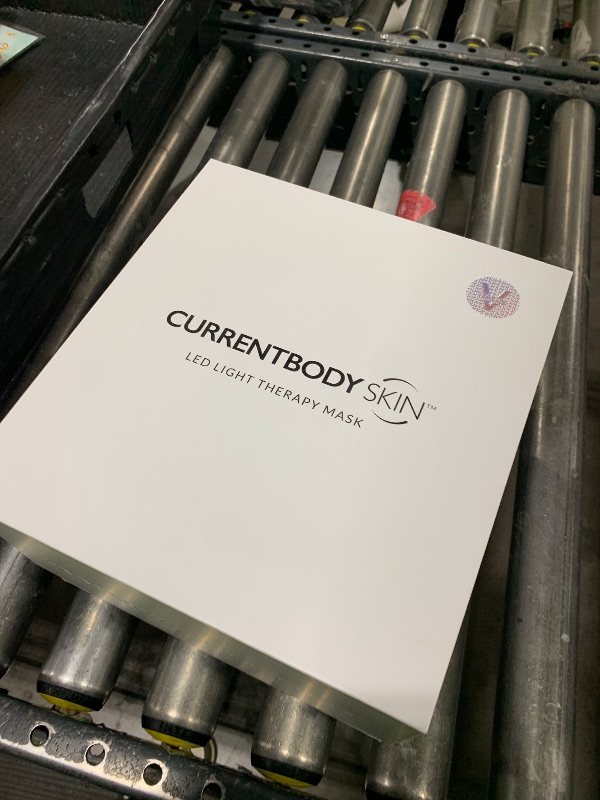 CURRENTBODY SKIN™
LED LIGHT THERAPY MASK
V